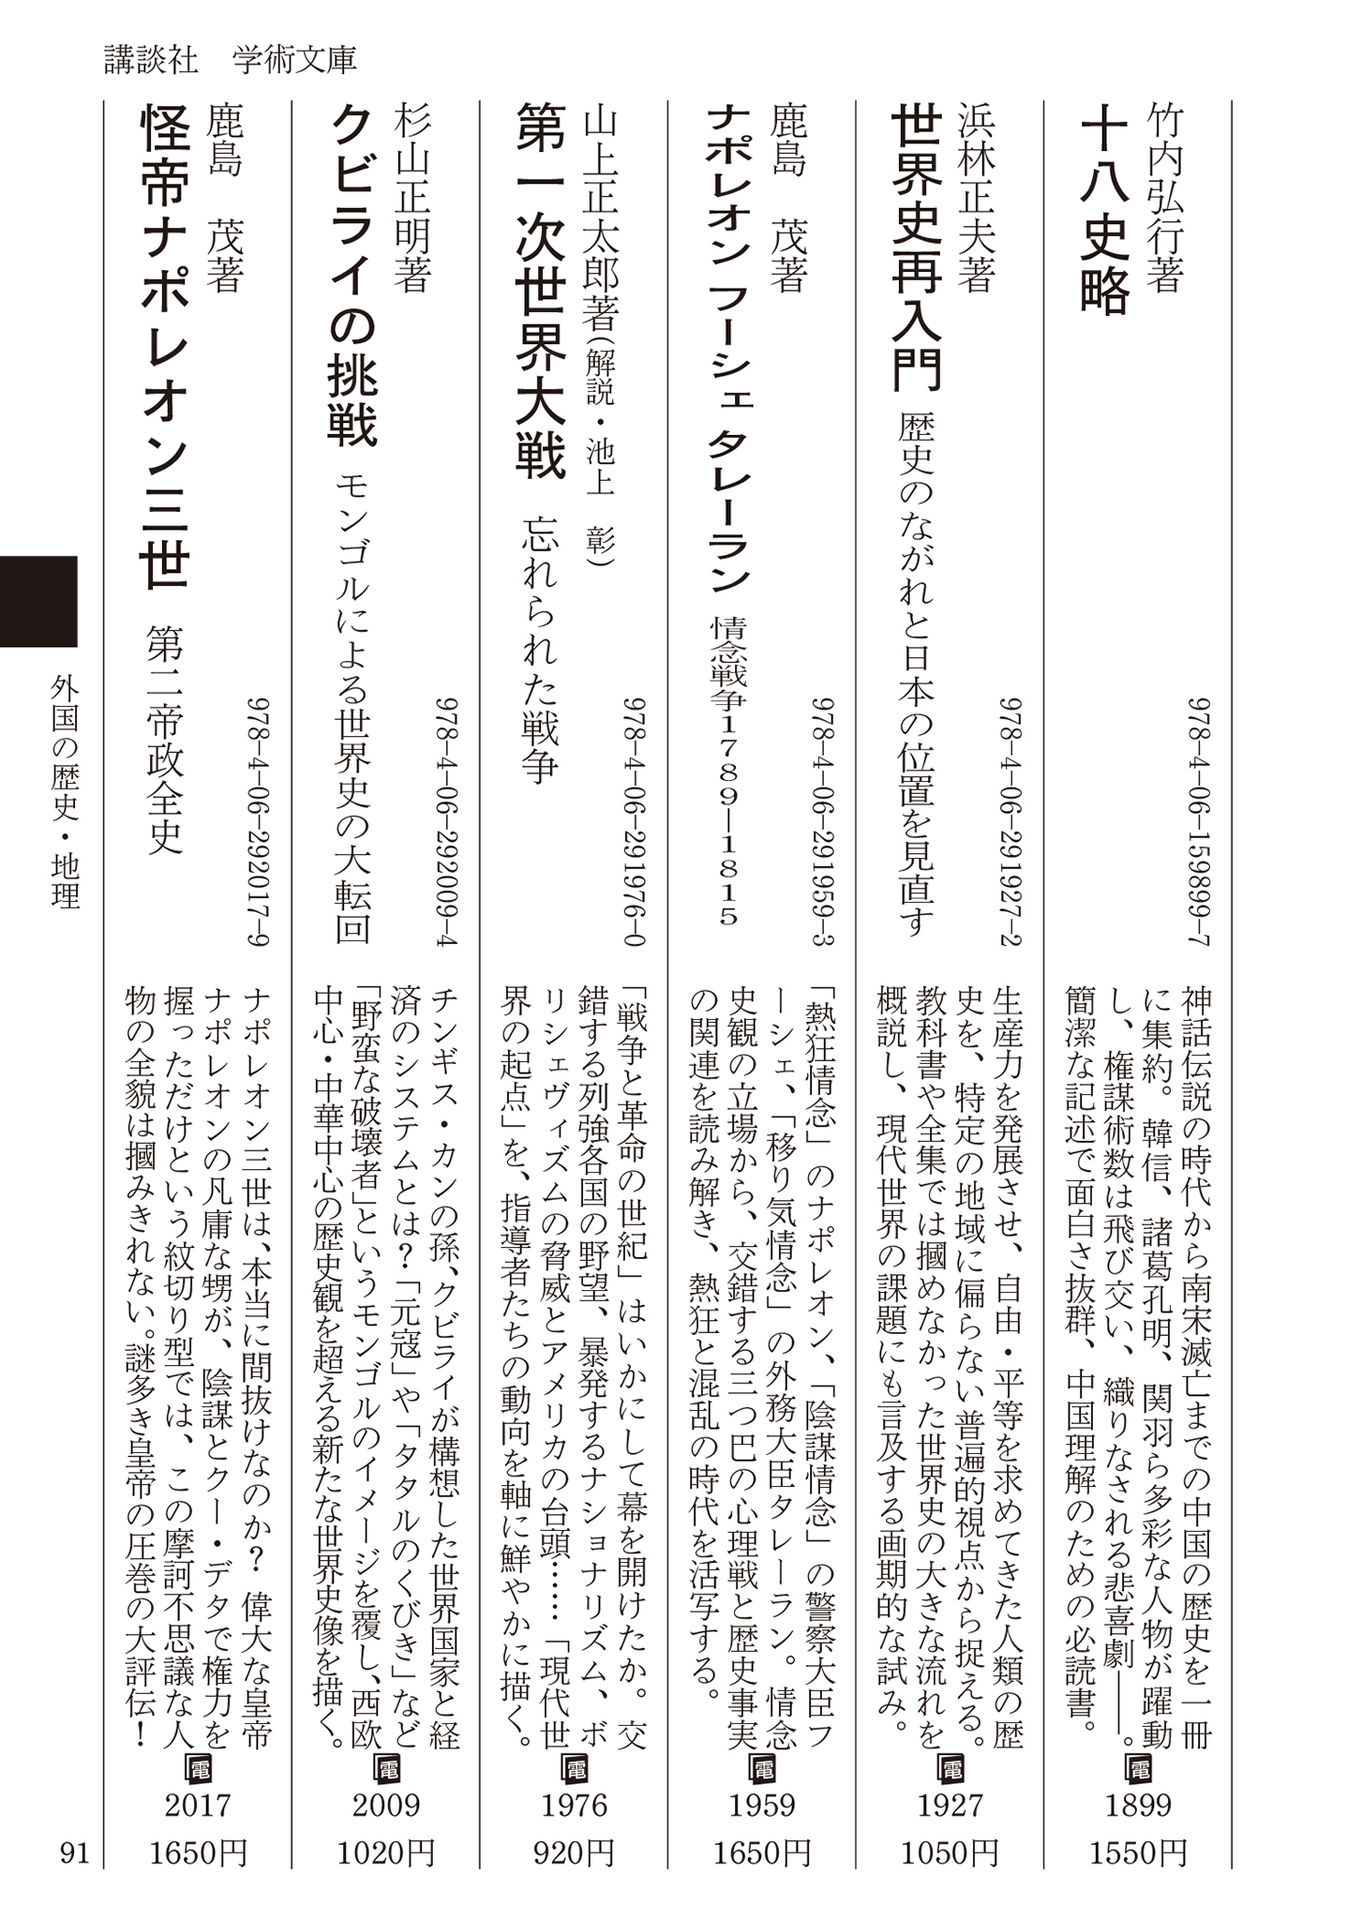 講談社　学術文庫
竹内弘行著
十八史略
978-4-06-159899-7
神話伝説の時代から南宋滅亡までの中国の歴史を一冊
に集約。韓信、諸葛孔明、関羽ら多彩な人物が躍動
し、権謀術数は飛び交い、織りなされる悲喜劇――。
簡潔な記述で面白さ抜群、中国理解のための必読書。
電
1899
1550円
浜林正夫著
世界史再入門 歴史のながれと日本の位置を見直す
978-4-06-291927-2
生産力を発展させ、自由・平等を求めてきた人類の歴
史を、特定の地域に偏らない普遍的視点から捉える。
教科書や全集では摑めなかった世界史の大きな流れを
概説し、現代世界の課題にも言及する画期的な試み。
電
1927
1050円
鹿島　茂著
ナポレオン フーシェ タレーラン 情念戦争1789―1815
978-4-06-291959-3
「熱狂情念」のナポレオン、「陰謀情念」の警察大臣フ
ーシェ、「移り気情念」の外務大臣タレーラン。情念
史観の立場から、交錯する三つ巴の心理戦と歴史事実
の関連を読み解き、熱狂と混乱の時代を活写する。
電
1959
1650円
山上正太郎著(解説・池上　彰)
第一次世界大戦 忘れられた戦争
978-4-06-291976-0
「戦争と革命の世紀」はいかにして幕を開けたか。交
錯する列強各国の野望、暴発するナショナリズム、ボ
リシェヴィズムの脅威とアメリカの台頭……「現代世
界の起点」を、指導者たちの動向を軸に鮮やかに描く。
電
1976
920円
杉山正明著
クビライの挑戦 モンゴルによる世界史の大転回
978-4-06-292009-4
チンギス・カンの孫、クビライが構想した世界国家と経
済のシステムとは？「元寇」や「タタルのくびき」など
「野蛮な破壊者」というモンゴルのイメージを覆し、西欧
中心・中華中心の歴史観を超える新たな世界史像を描く。
電
2009
1020円
鹿島　茂著
怪帝ナポレオン三世 第二帝政全史
978-4-06-292017-9
ナポレオン三世は、本当に間抜けなのか？ 偉大な皇帝
ナポレオンの凡庸な甥が、陰謀とクー・デタで権力を
握っただけという紋切り型では、この摩訶不思議な人
物の全貌は摑みきれない。謎多き皇帝の圧巻の大評伝！
電
2017
1650円
外国の歴史・地理
91